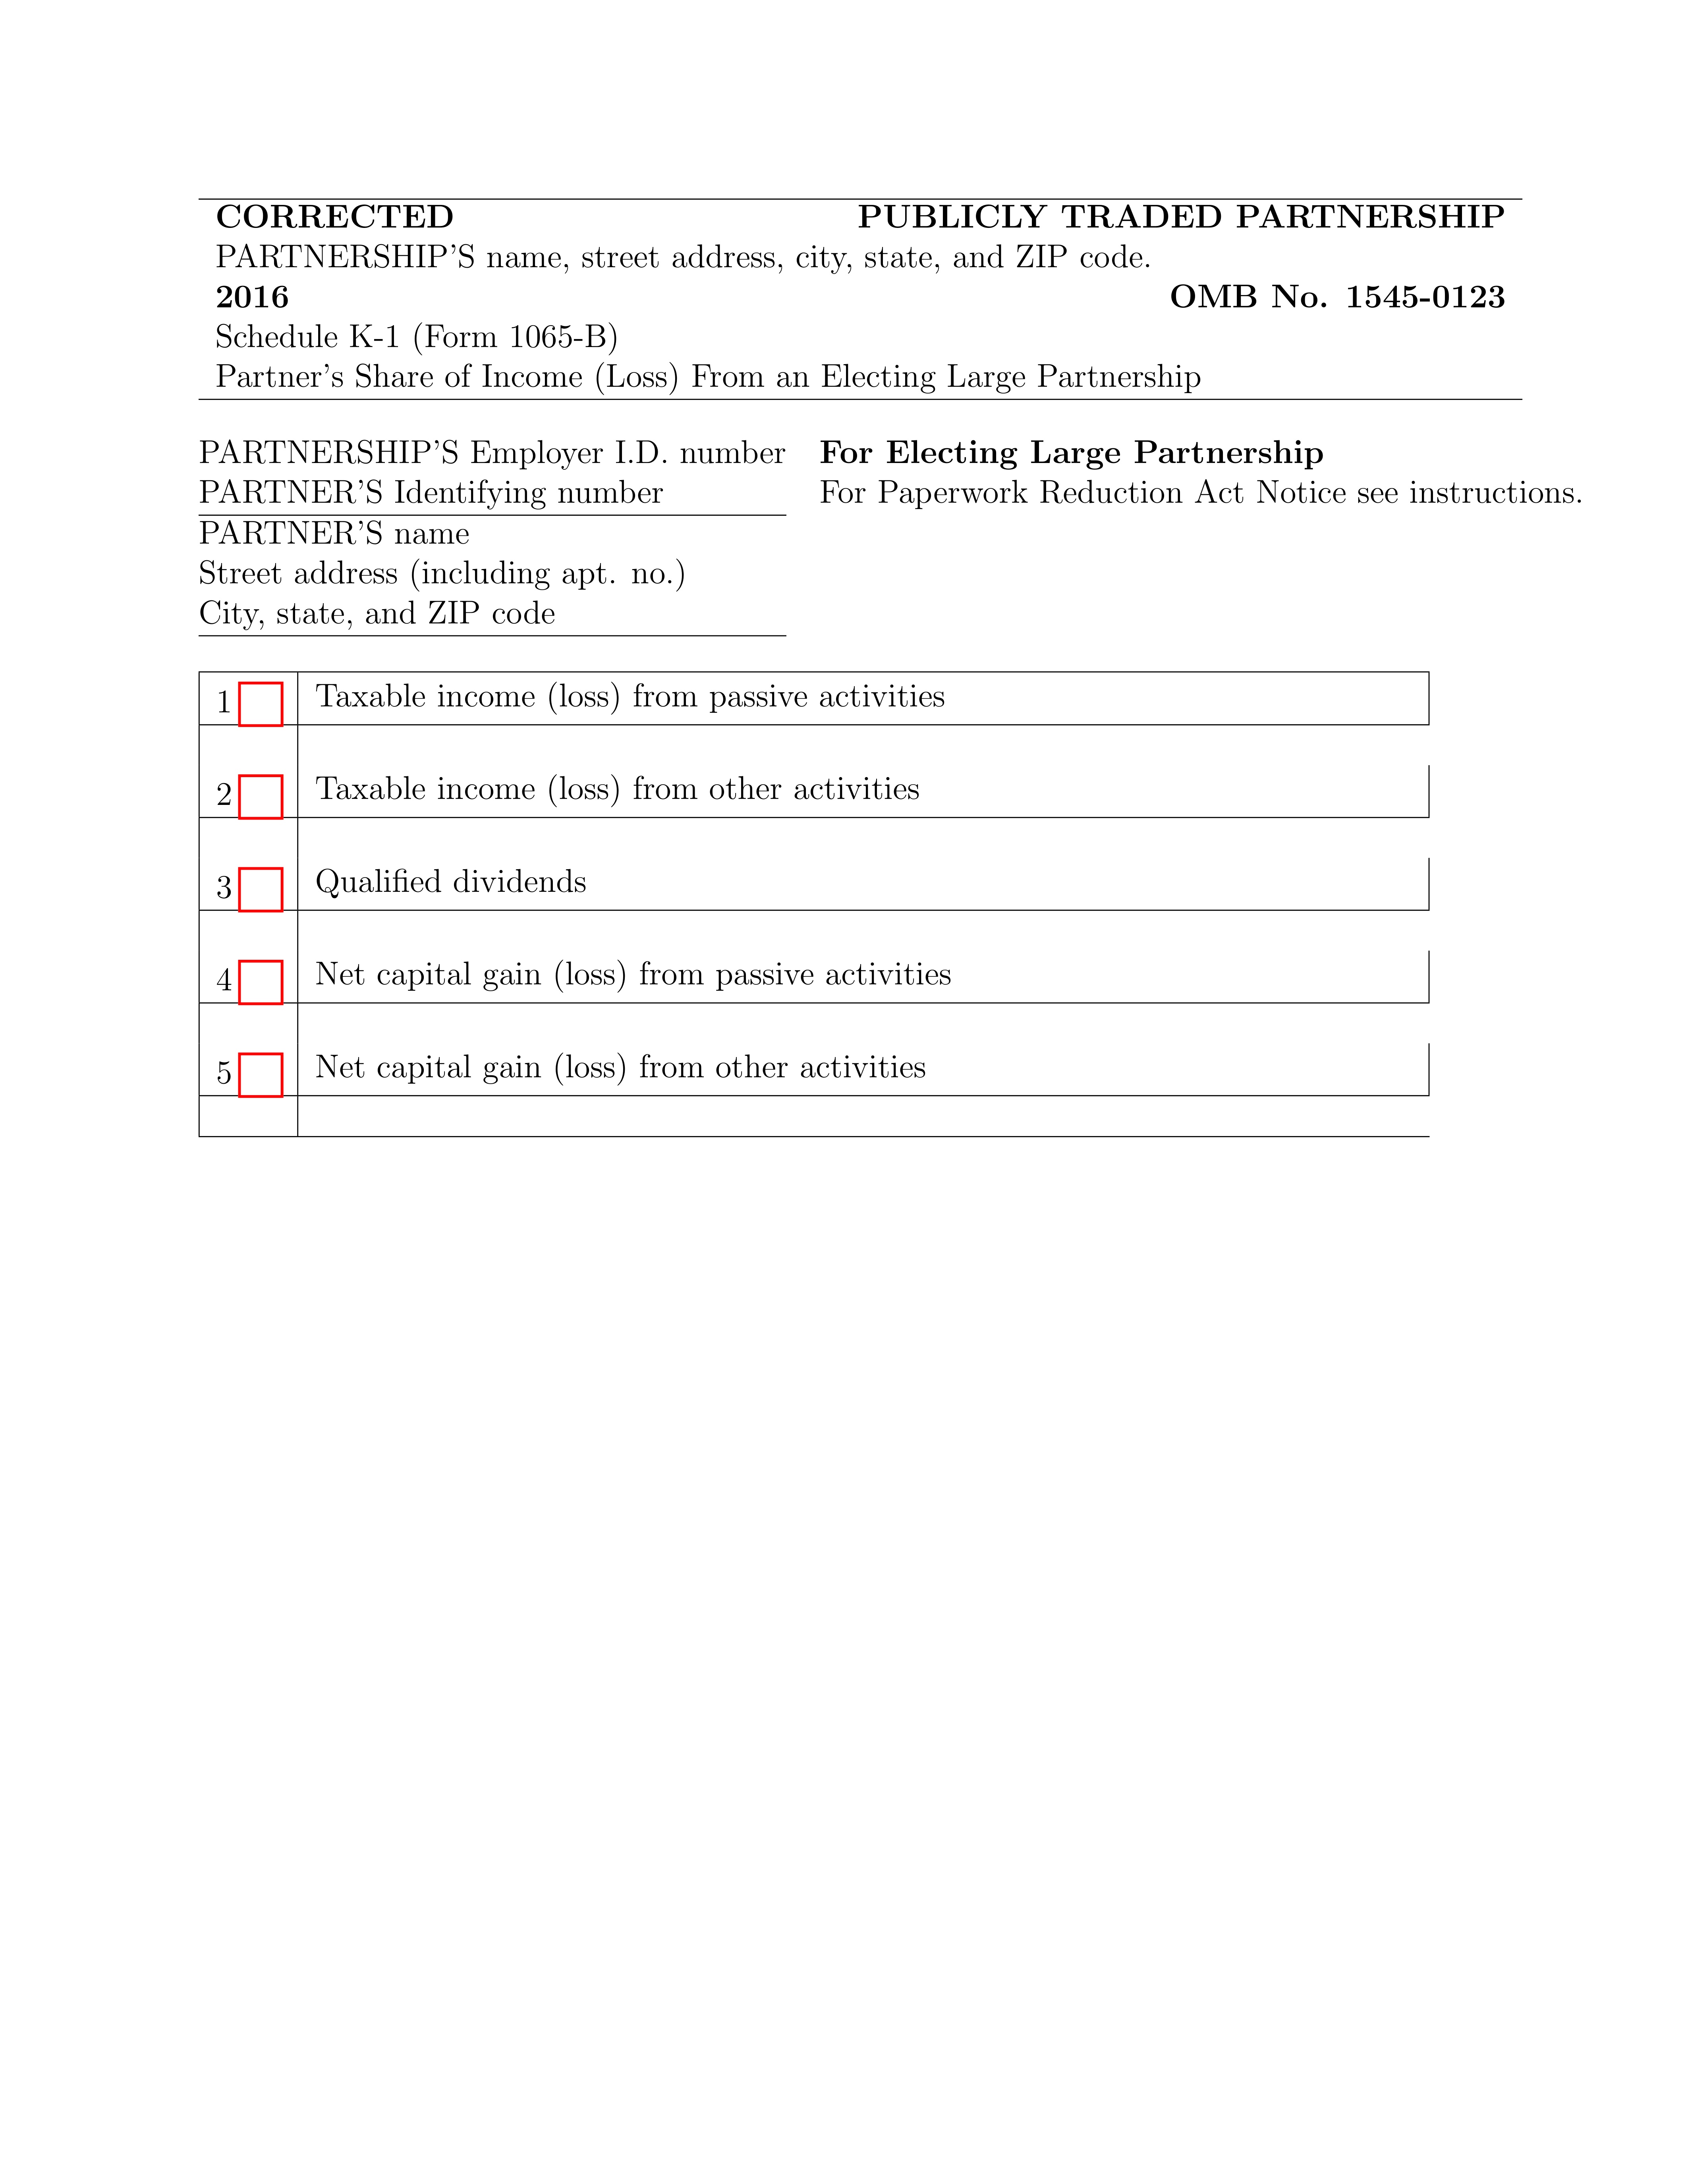 CORRECTED PUBLICLY TRADED PARTNERSHIP
PARTNERSHIP'S name, street address, city, state, and ZIP code.
2016 OMB No. 1545-0123
Schedule K-1 (Form 1065-B)
Partner's Share of Income (Loss) From an Electing Large Partnership
PARTNERSHIP'S Employer I.D. number
PARTNER'S Identifying number
PARTNER'S name
Street address (including apt. no.)
City, state, and ZIP code
For Electing Large Partnership
For Paperwork Reduction Act Notice see instructions.
1 Taxable income (loss) from passive activities
2 Taxable income (loss) from other activities
3 Qualified dividends
4 Net capital gain (loss) from passive activities
5 Net capital gain (loss) from other activities